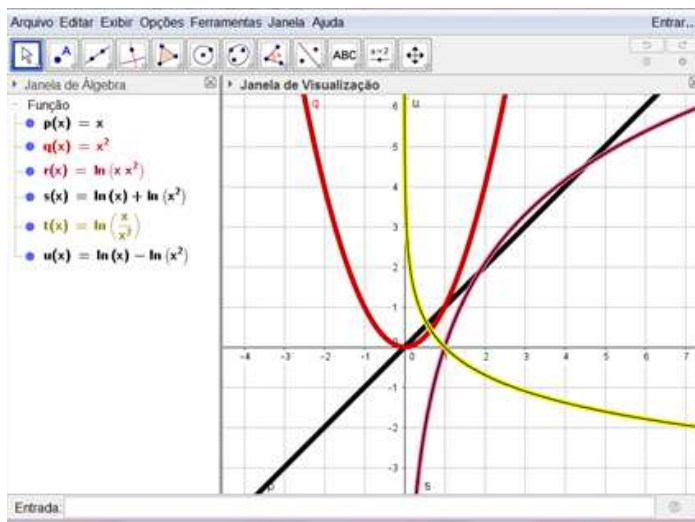 Arquivo Editar Exibir Opções Ferramentas Janela Ajuda Entrar...
A ABC a=2
Janela de Álgebra
Janela de Visualização
Função
p(x) = x
q(x) = x²
r(x) = ln (x x²)
s(x) = ln (x) + ln (x²)
t(x) = ln (x/x²)
u(x) = ln (x) − ln (x²)
q u
6
5
4
3
2
1
0
-4 -3 -2 -1 0 1 2 3 4 5 6 7
-1
-2
-3
p s
Entrada: